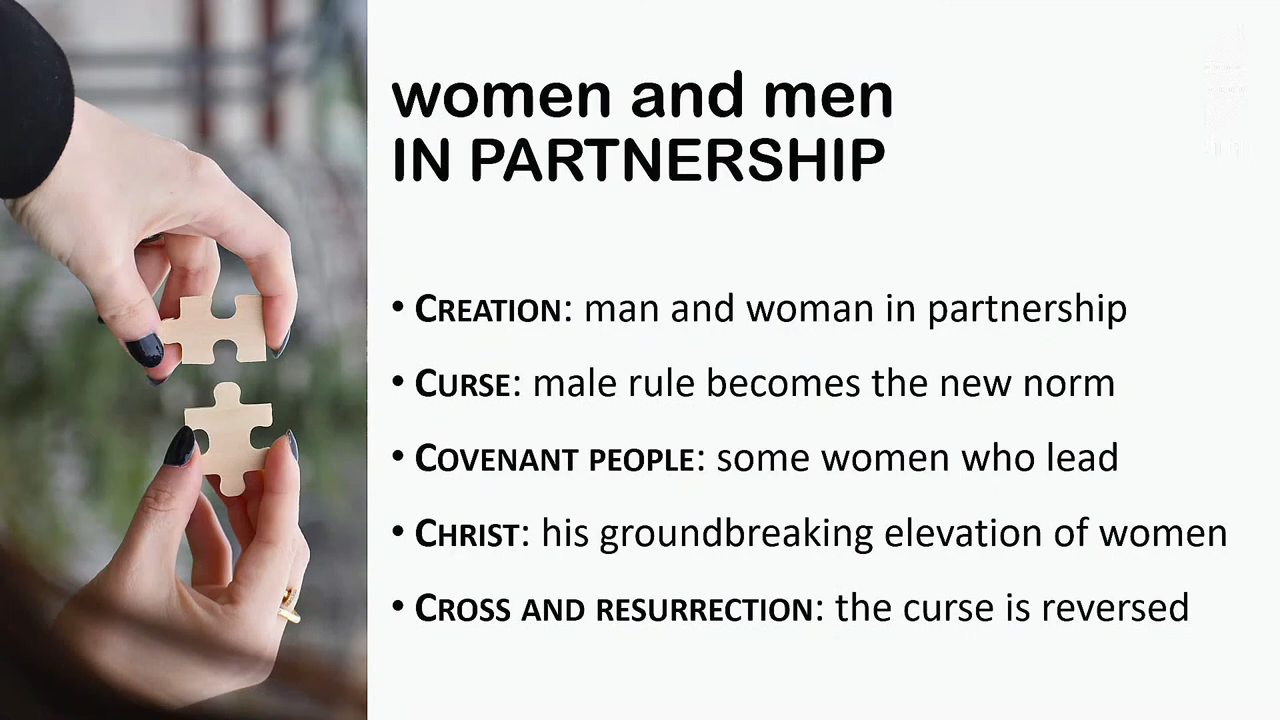 women and men
IN PARTNERSHIP
• CREATION: man and woman in partnership
• CURSE: male rule becomes the new norm
• COVENANT PEOPLE: some women who lead
• CHRIST: his groundbreaking elevation of women
• CROSS AND RESURRECTION: the curse is reversed